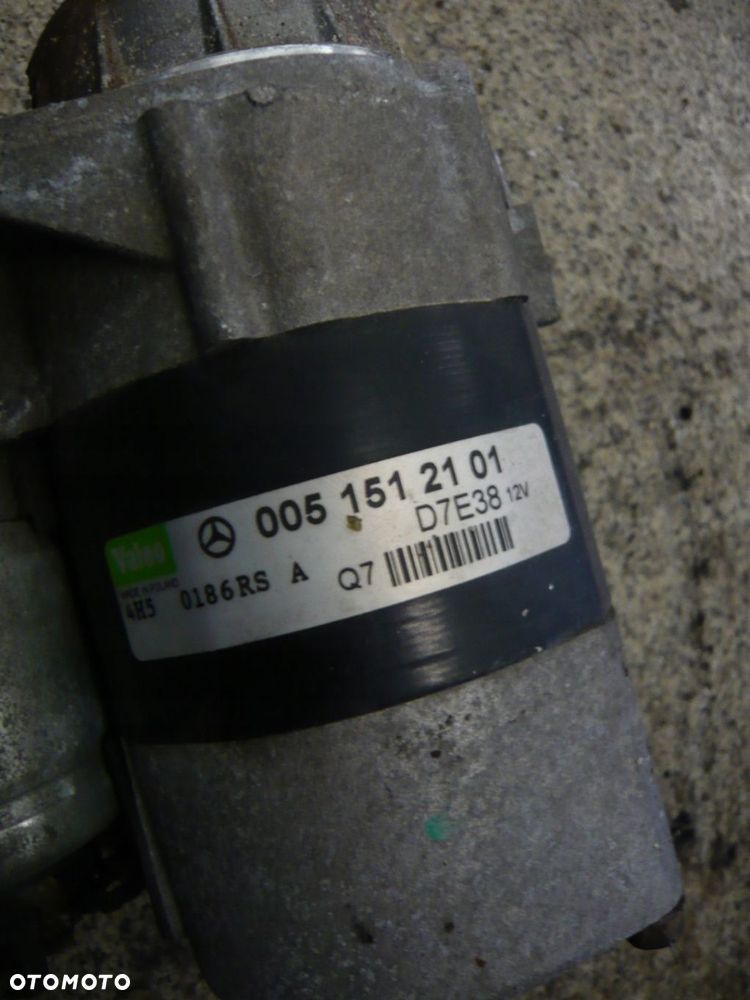 005 151 21 01
Valeo
D7E38 12V
MADE IN POLAND
4H5 0186RS A Q7
OTOMOTO